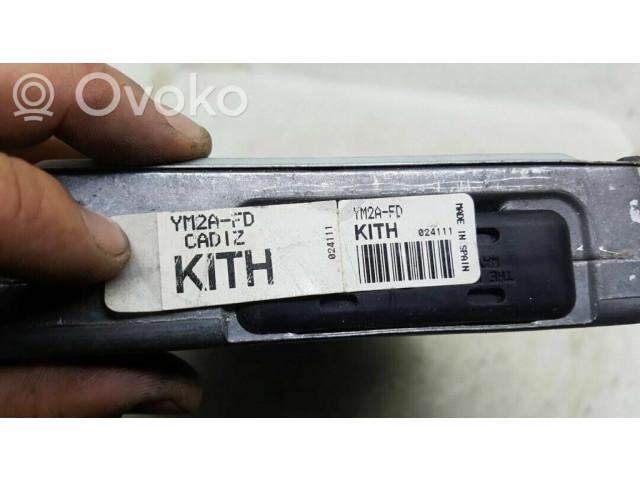 Ovoko
YM2A-FD
CADIZ
KITH
024111
YM2A-FD
KITH 024111
MADE IN SPAIN